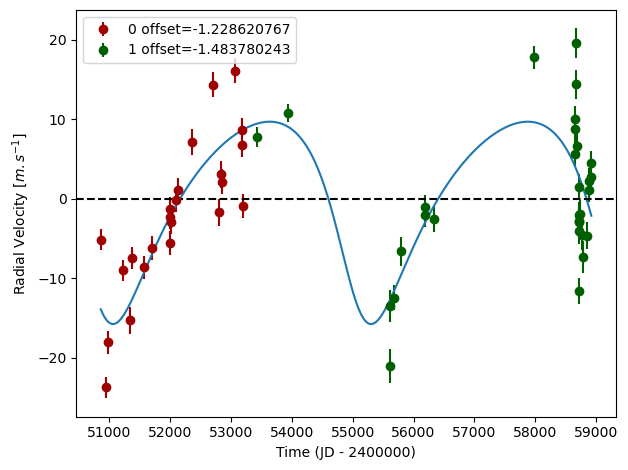 0 offset=-1.228620767
1 offset=-1.483780243
20
10
0
−10
−20
Radial Velocity [m. s⁻¹]
51000 52000 53000 54000 55000 56000 57000 58000 59000
Time (JD - 2400000)